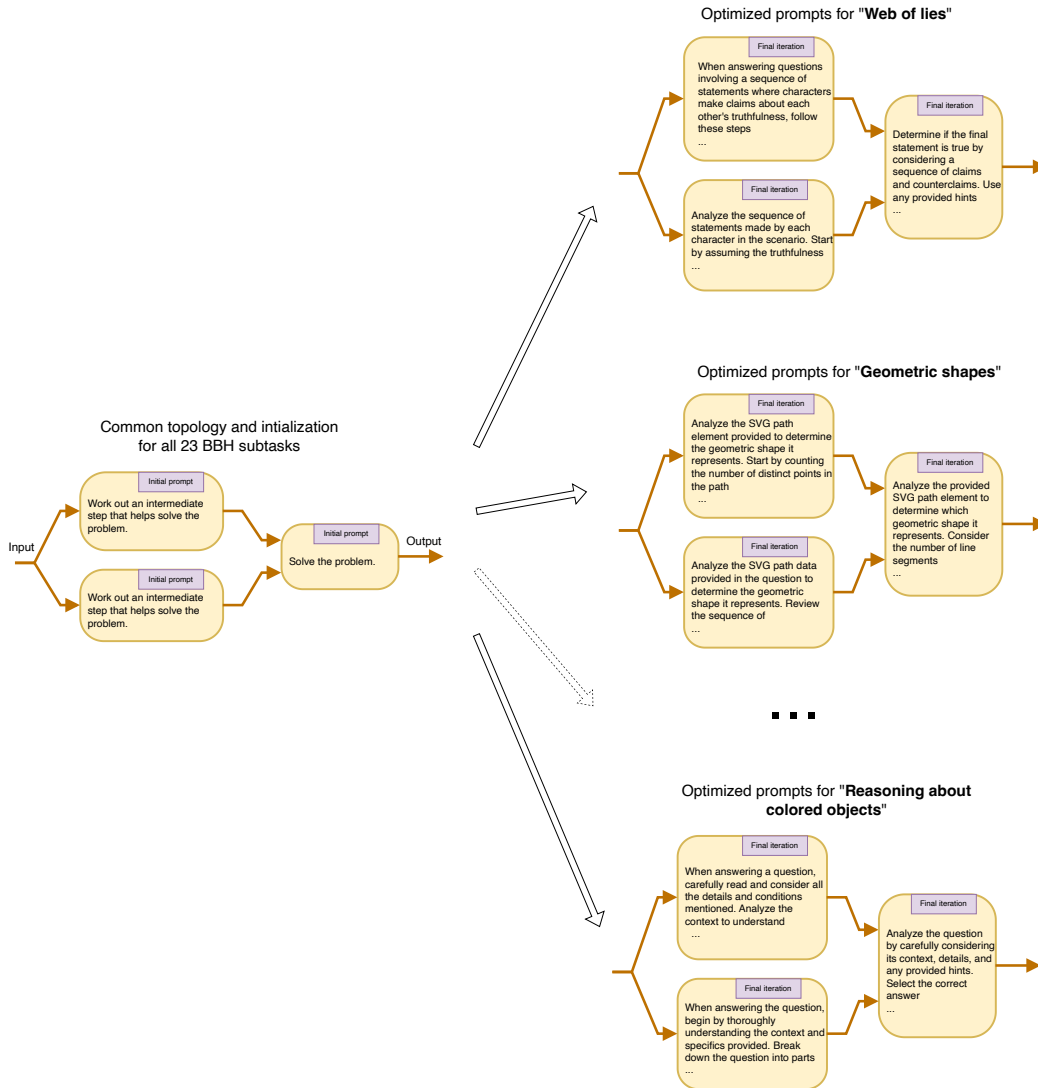 Optimized prompts for "Web of lies"
Final iteration
When answering questions
involving a sequence of
statements where characters
make claims about each
other's truthfulness, follow
these steps
...
Final iteration
Analyze the sequence of
statements made by each
character in the scenario. Start
by assuming the truthfulness
...
Final iteration
Determine if the final
statement is true by
considering a
sequence of claims
and counterclaims. Use
any provided hints
...
Optimized prompts for "Geometric shapes"
Final iteration
Analyze the SVG path
element provided to determine
the geometric shape it
represents. Start by counting
the number of distinct points in
the path
...
Final iteration
Analyze the SVG path data
provided in the question to
determine the geometric
shape it represents. Review
the sequence of
...
Final iteration
Analyze the provided
SVG path element to
determine which
geometric shape it
represents. Consider
the number of line
segments
...
Common topology and intialization
for all 23 BBH subtasks
Input
Initial prompt
Work out an intermediate
step that helps solve the
problem.
Initial prompt
Work out an intermediate
step that helps solve the
problem.
Initial prompt
Solve the problem.
Output
...
Optimized prompts for "Reasoning about
colored objects"
Final iteration
When answering a question,
carefully read and consider all
the details and conditions
mentioned. Analyze the
context to understand
...
Final iteration
When answering the question,
begin by thoroughly
understanding the context and
specifics provided. Break
down the question into parts
...
Final iteration
Analyze the question
by carefully considering
its context, details, and
any provided hints.
Select the correct
answer
...